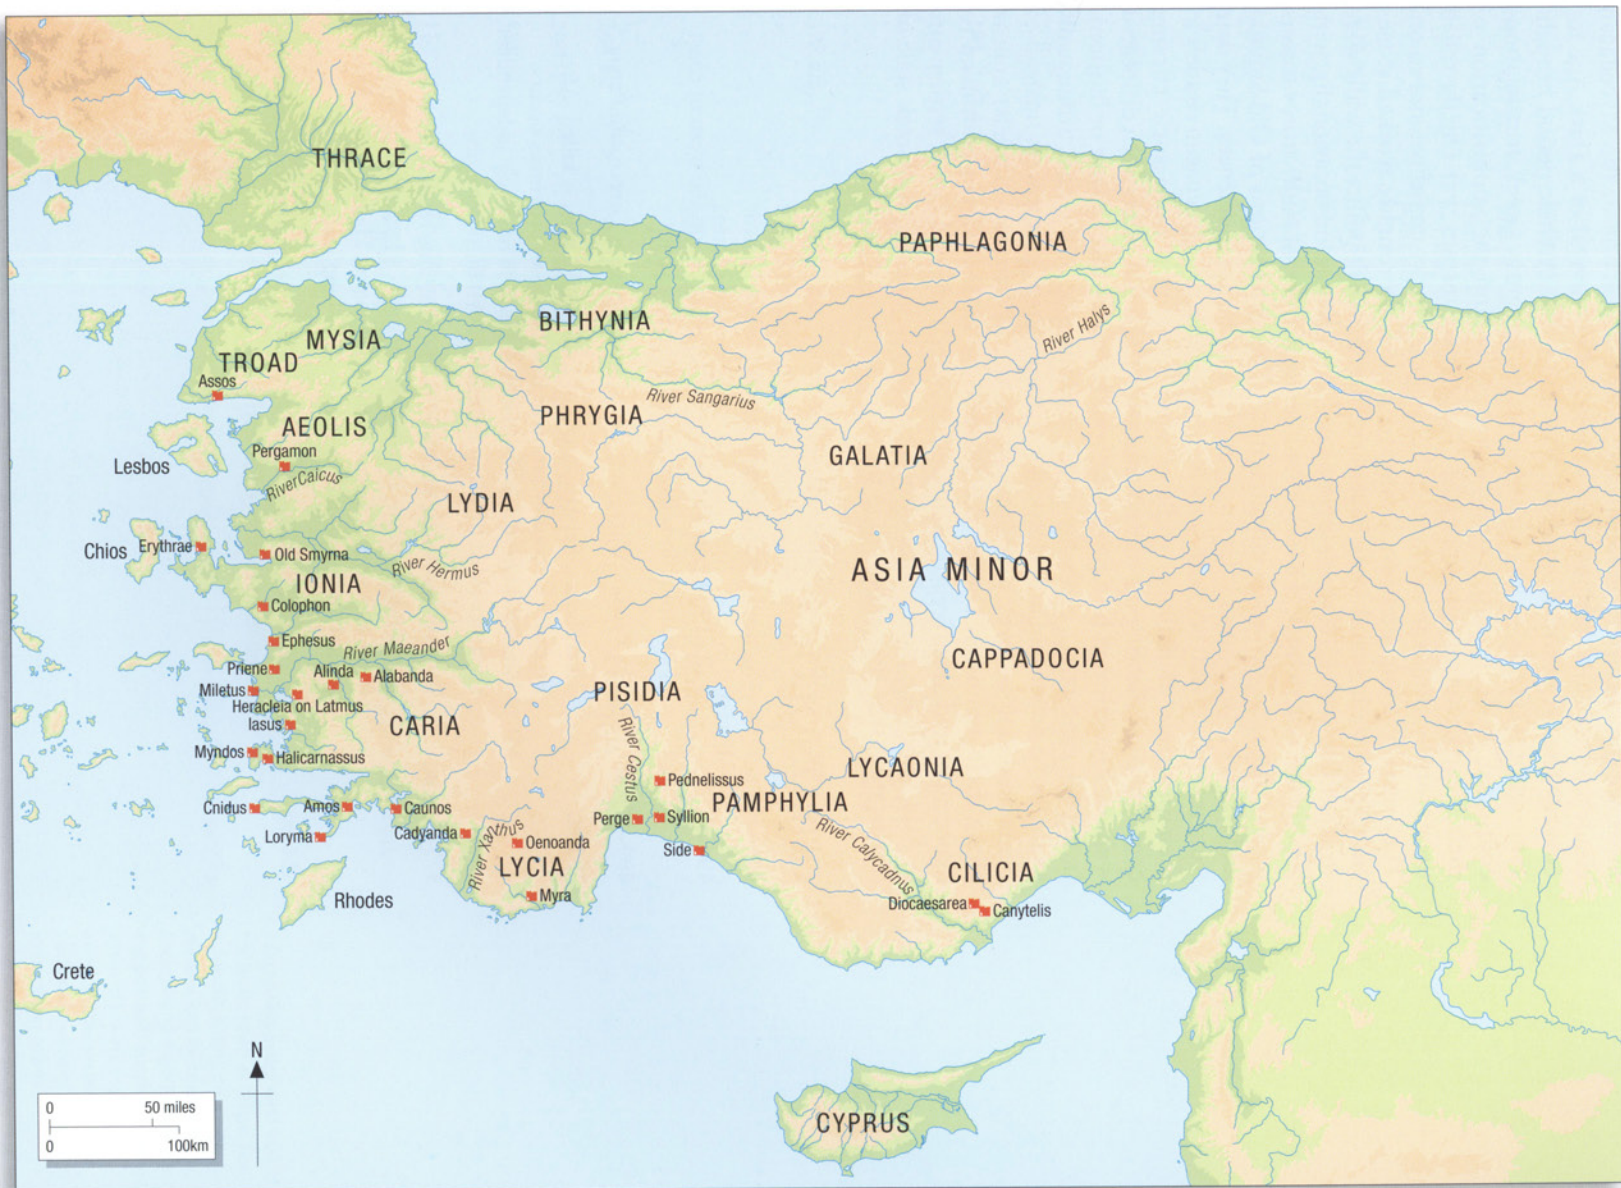 THRACE
PAPHLAGONIA
BITHYNIA
River Halys
MYSIA
TROAD
Assos
River Sangarius
PHRYGIA
AEOLIS
GALATIA
Pergamon
Lesbos
RiverCaicus
LYDIA
Chios
Erythrae
Old Smyrna
River Hermus
ASIA MINOR
IONIA
Colophon
Ephesus
River Maeander
CAPPADOCIA
Priene
Alinda
Alabanda
Miletus
PISIDIA
Heracleia on Latmus
Iasus
CARIA
River Cestus
Myndos
Halicarnassus
LYCAONIA
Pednelissus
PAMPHYLIA
Cnidus
Amos
Caunos
Perge
Syllion
Loryma
Cadyanda
River Xanthus
Oenoanda
Side
River Calycadnus
LYCIA
CILICIA
Rhodes
Myra
Diocaesarea
Canytelis
Crete
N
0 50 miles
0 100km
CYPRUS